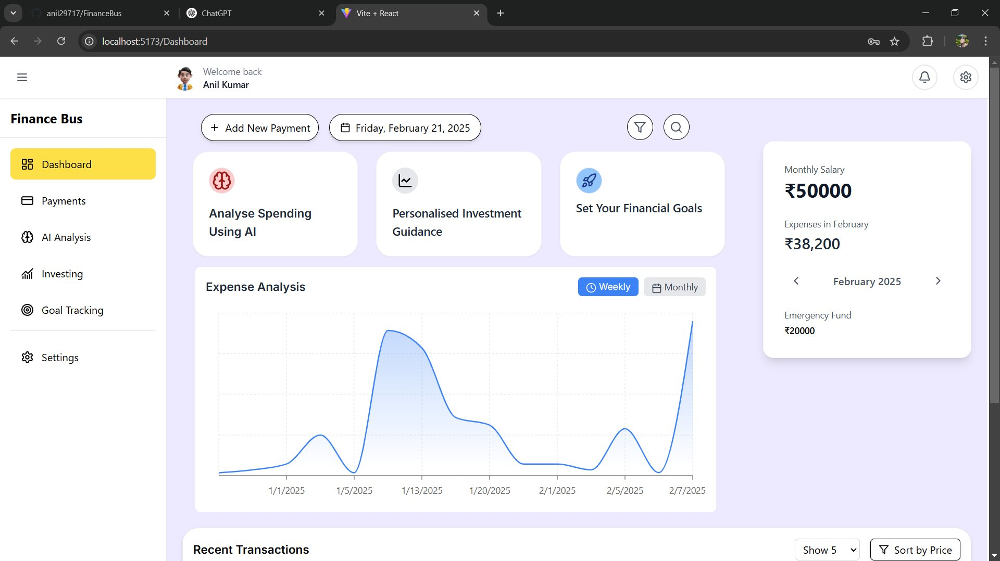 anil29717/FinanceBus
ChatGPT
Vite + React
localhost:5173/Dashboard
Welcome back
Anil Kumar
Finance Bus
Dashboard
Payments
AI Analysis
Investing
Goal Tracking
Settings
+ Add New Payment
Friday, February 21, 2025
Analyse Spending
Using AI
Personalised Investment
Guidance
Set Your Financial Goals
Monthly Salary
₹50000
Expenses in February
₹38,200
February 2025
Emergency Fund
₹20000
Expense Analysis
Weekly
Monthly
1/1/2025 1/5/2025 1/13/2025 1/20/2025 2/1/2025 2/5/2025 2/7/2025
Recent Transactions
Show 5
Sort by Price